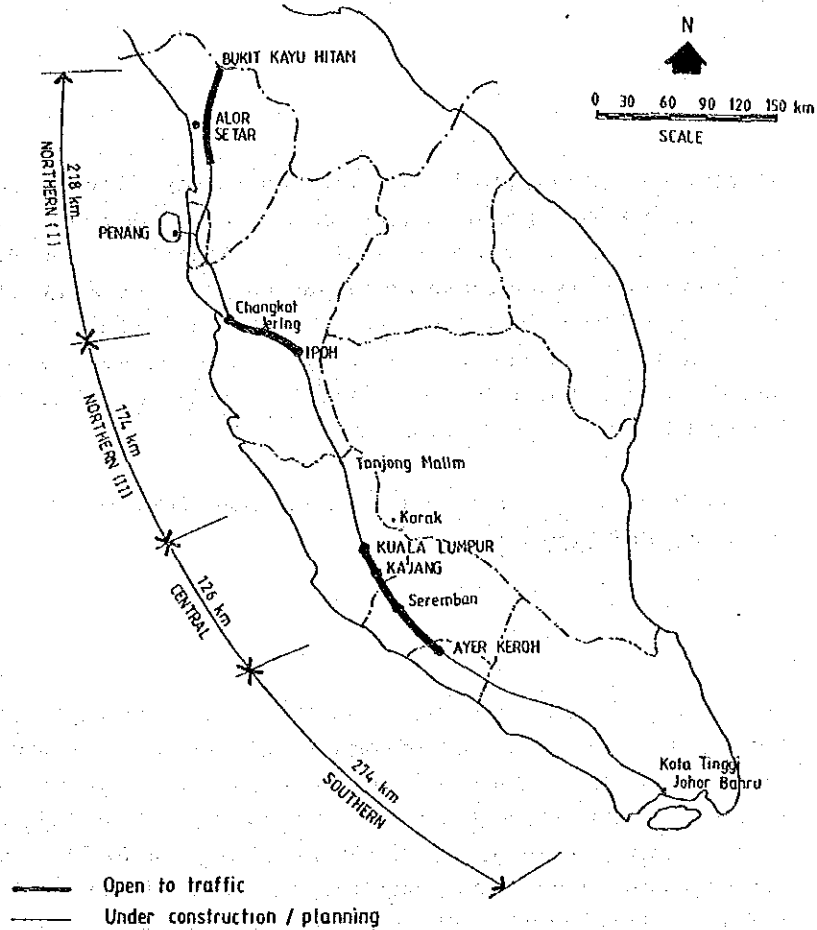 N
BUKIT KAYU HITAM
0 30 60 90 120 150 km
SCALE
ALOR
SETAR
218 km
NORTHERN (I)
PENANG
Changkat
Jering
IPOH
174 km
NORTHERN (II)
Tanjong Malim
Karak
KUALA LUMPUR
KAJANG
Seremban
126 km
CENTRAL
AYER KEROH
274 km
SOUTHERN
Kota Tinggi
Johor Bahru
Open to traffic
Under construction / planning